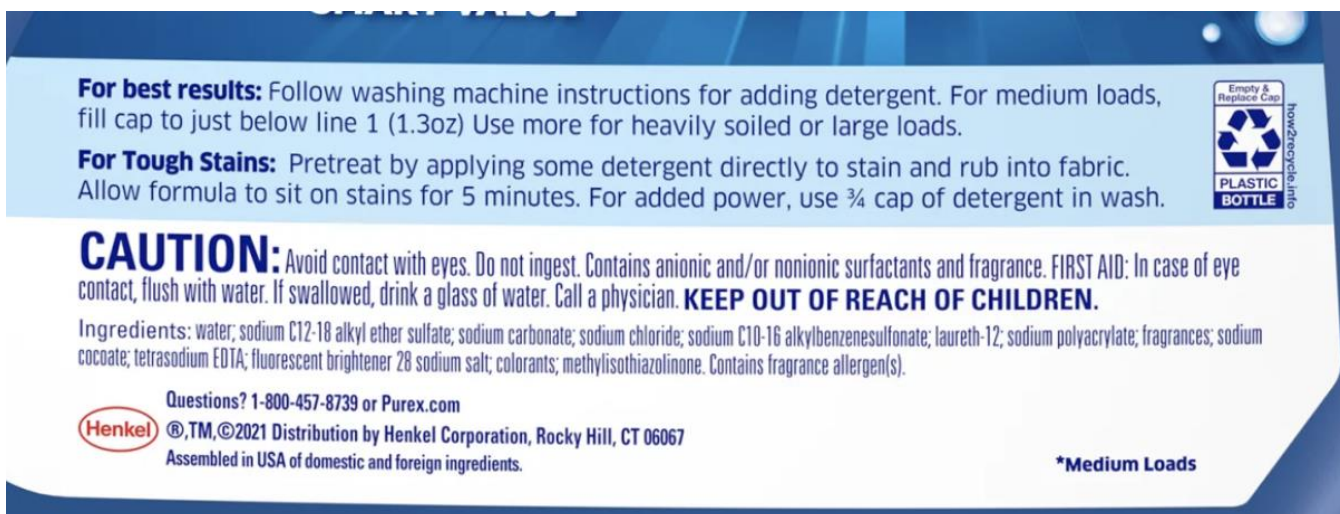 SMART VALUE
For best results: Follow washing machine instructions for adding detergent. For medium loads,
fill cap to just below line 1 (1.3oz) Use more for heavily soiled or large loads.
For Tough Stains: Pretreat by applying some detergent directly to stain and rub into fabric.
Allow formula to sit on stains for 5 minutes. For added power, use ¾ cap of detergent in wash.
Empty &
Replace Cap
PLASTIC
BOTTLE
how2recycle.info
CAUTION: Avoid contact with eyes. Do not ingest. Contains anionic and/or nonionic surfactants and fragrance. FIRST AID: In case of eye
contact, flush with water. If swallowed, drink a glass of water. Call a physician. KEEP OUT OF REACH OF CHILDREN.
Ingredients: water; sodium C12-18 alkyl ether sulfate; sodium carbonate; sodium chloride; sodium C10-16 alkylbenzenesulfonate; laureth-12; sodium polyacrylate; fragrances; sodium
cocoate; tetrasodium EDTA; fluorescent brightener 28 sodium salt; colorants; methylisothiazolinone. Contains fragrance allergen(s).
Questions? 1-800-457-8739 or Purex.com
Henkel
®,TM,©2021 Distribution by Henkel Corporation, Rocky Hill, CT 06067
Assembled in USA of domestic and foreign ingredients.
*Medium Loads